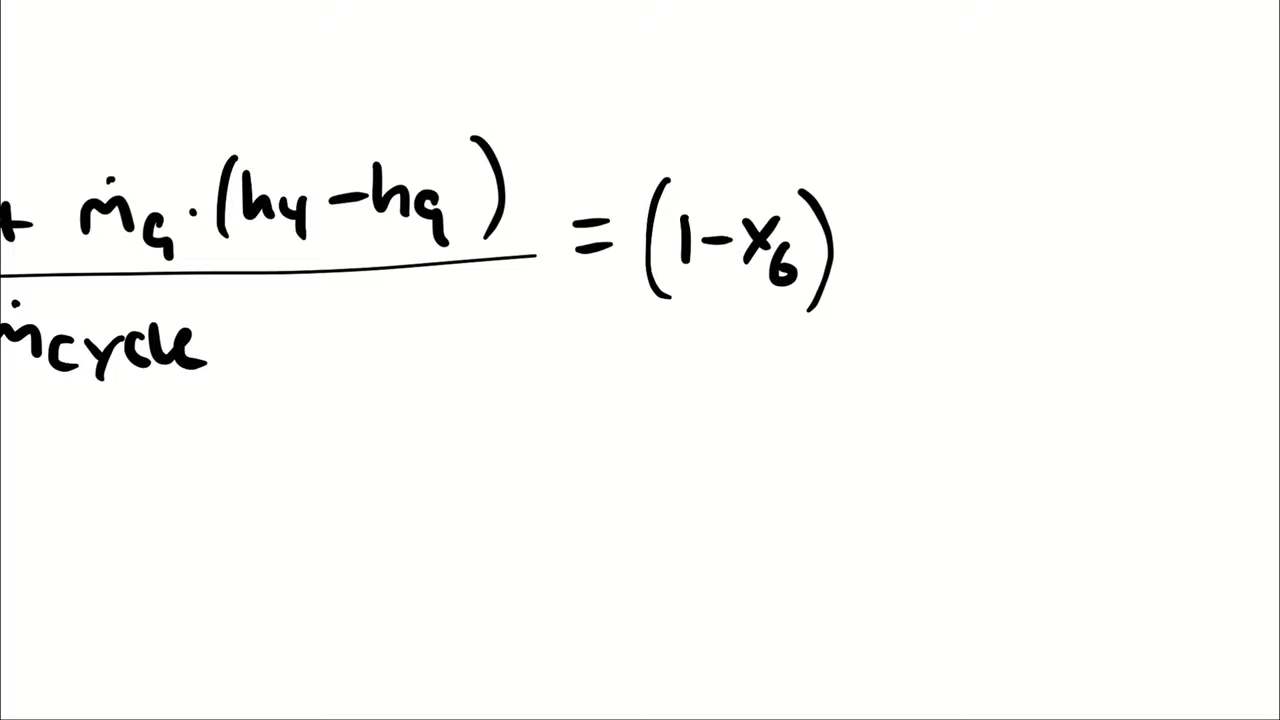 + ṁ₉ · (h₄ - h₉) = (1 - x₆)
ṁcycle